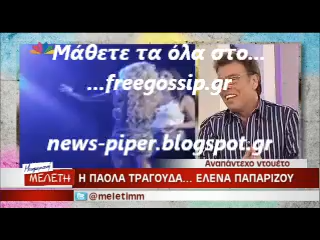 Μάθετε τα όλα στο...
...freegossip.gr
news-piper.blogspot.gr
Αναπάντεχο ντουέτο
ΜΕΛΕΤΗ
Η ΠΑΟΛΑ ΤΡΑΓΟΥΔΑ... ΕΛΕΝΑ ΠΑΠΑΡΙΖΟΥ
@meletimm